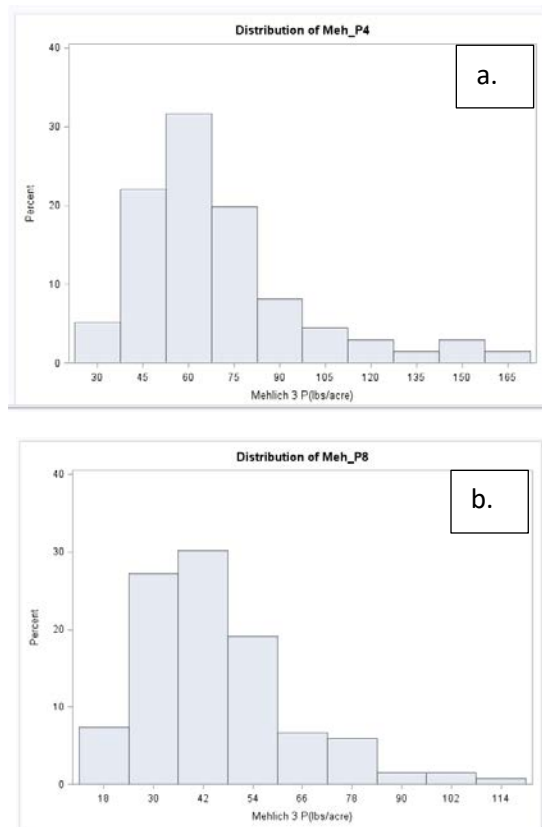 Distribution of Meh_P4
a.
40
30
20
10
0
Percent
30 45 60 75 90 105 120 135 150 165
Mehlich 3 P(lbs/acre)
Distribution of Meh_P8
b.
40
30
20
10
0
Percent
18 30 42 54 66 78 90 102 114
Mehlich 3 P(lbs/acre)